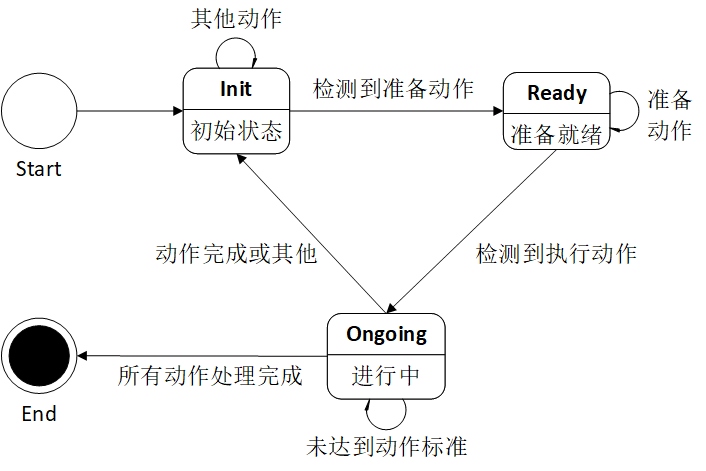 其他动作
Init
初始状态
Start
检测到准备动作
Ready
准备就绪
准备
动作
动作完成或其他
检测到执行动作
Ongoing
进行中
所有动作处理完成
End
未达到动作标准